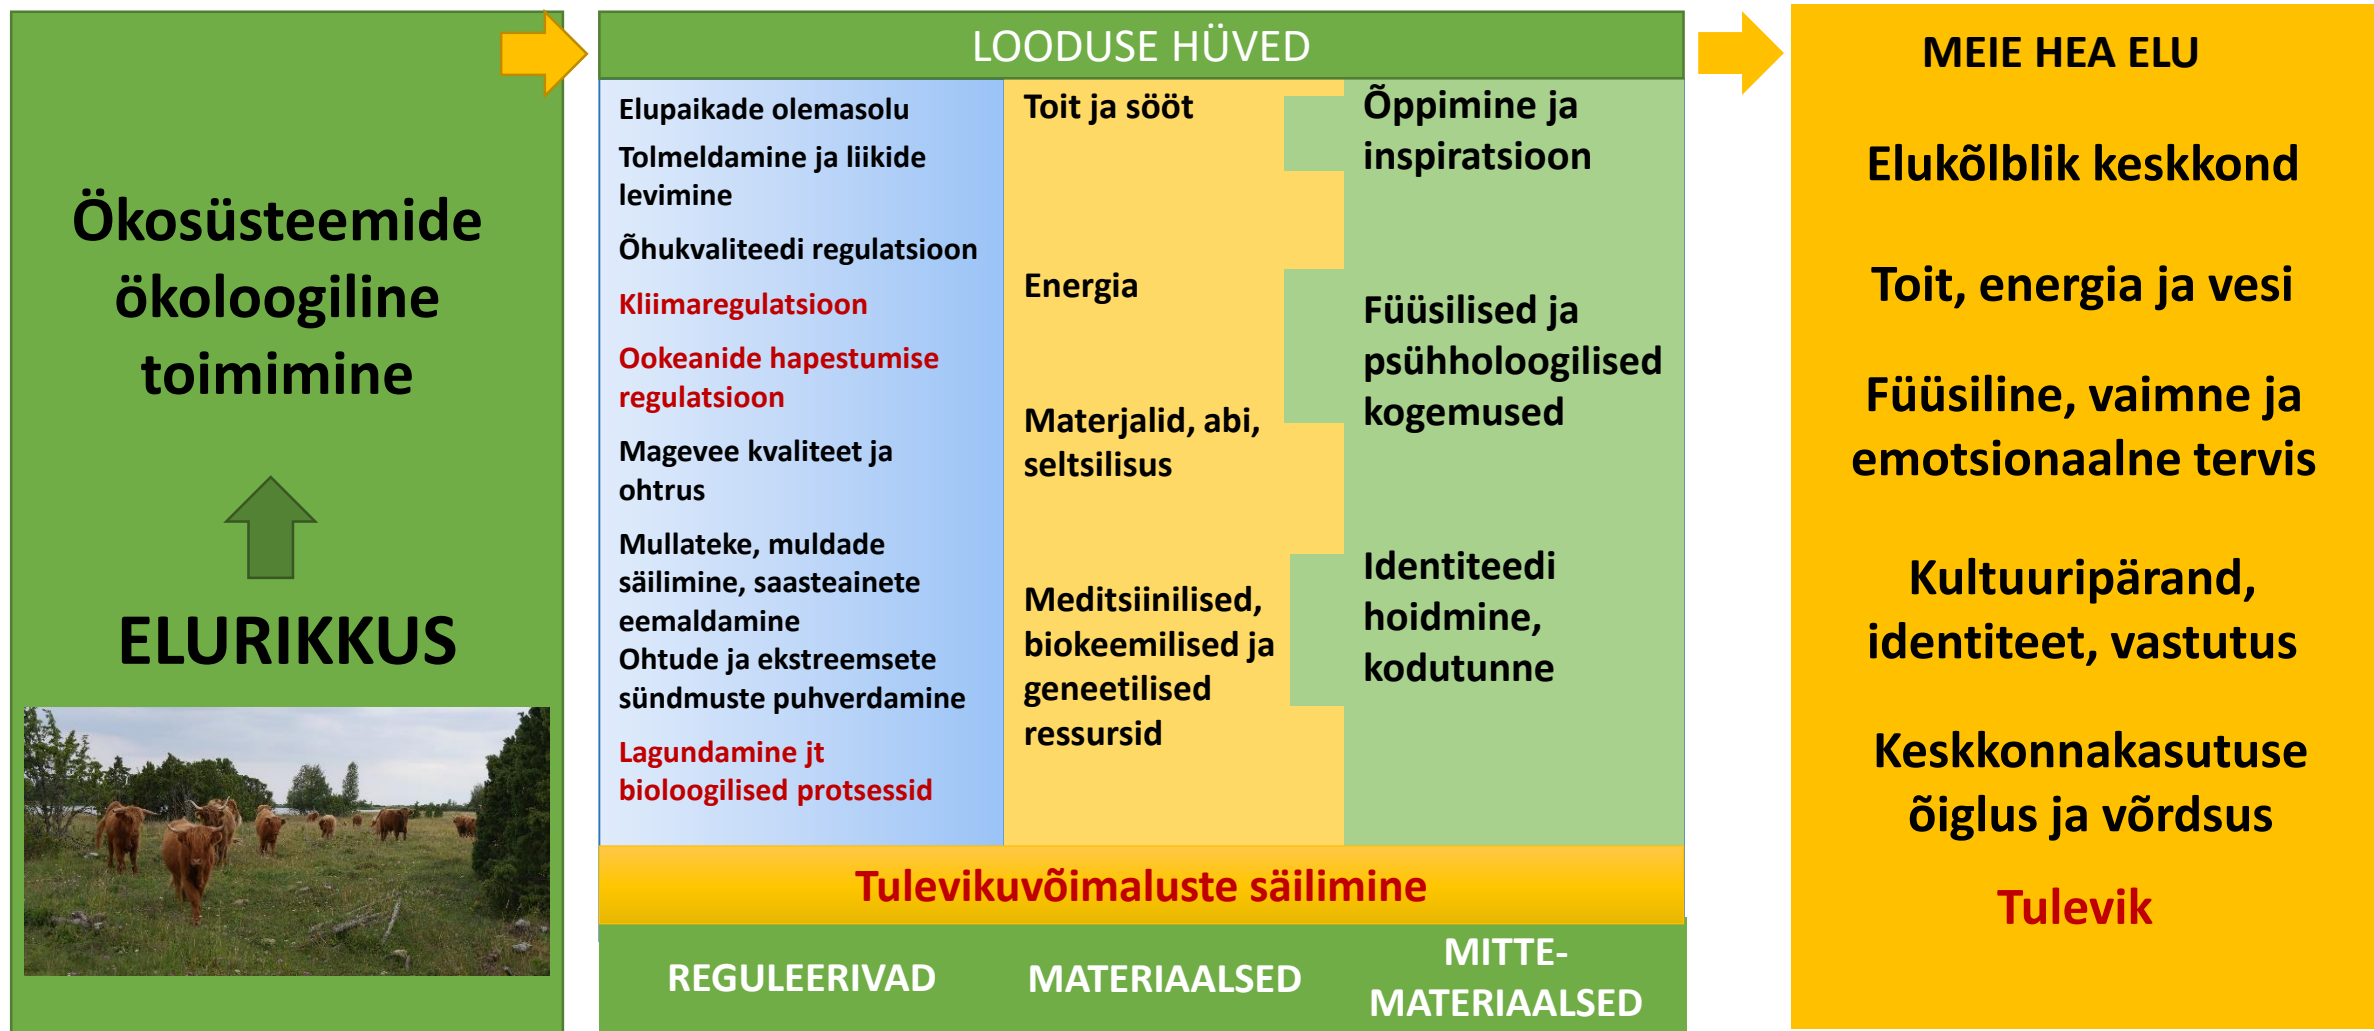 Ökosüsteemide
ökoloogiline
toimimine
ELURIKKUS
LOODUSE HÜVED
Elupaikade olemasolu
Tolmeldamine ja liikide
levimine
Õhukvaliteedi regulatsioon
Kliimaregulatsioon
Ookeanide hapestumise
regulatsioon
Magevee kvaliteet ja
ohtrus
Mullateke, muldade
säilimine, saasteainete
eemaldamine
Ohtude ja ekstreemsete
sündmuste puhverdamine
Lagundamine jt
bioloogilised protsessid
Toit ja sööt
Energia
Materjalid, abi,
seltsilisus
Meditsiinilised,
biokeemilised ja
geneetilised
ressursid
Õppimine ja
inspiratsioon
Füüsilised ja
psühholoogilised
kogemused
Identiteedi
hoidmine,
kodutunne
Tulevikuvõimaluste säilimine
REGULEERIVAD
MATERIAALSED
MITTE-
MATERIAALSED
MEIE HEA ELU
Elukõlblik keskkond
Toit, energia ja vesi
Füüsiline, vaimne ja
emotsionaalne tervis
Kultuuripärand,
identiteet, vastutus
Keskkonnakasutuse
õiglus ja võrdsus
Tulevik